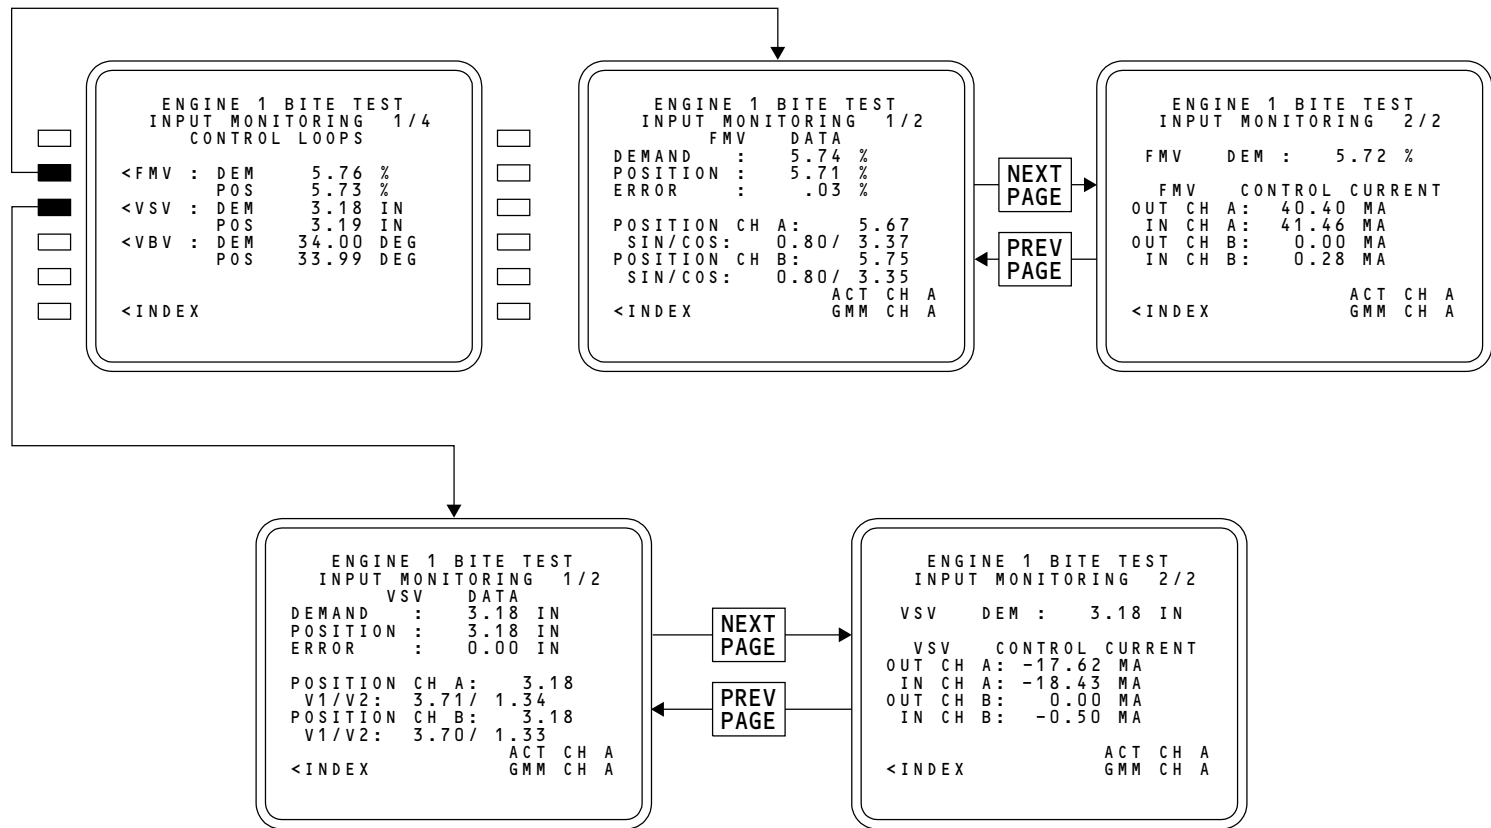 ENGINE 1 BITE TEST
INPUT MONITORING 1/4
CONTROL LOOPS
<FMV : DEM 5.76 %
POS 5.73 %
<VSV : DEM 3.18 IN
POS 3.19 IN
<VBV : DEM 34.00 DEG
POS 33.99 DEG
<INDEX
ENGINE 1 BITE TEST
INPUT MONITORING 1/2
FMV DATA
DEMAND : 5.74 %
POSITION : 5.71 %
ERROR : .03 %
POSITION CH A: 5.67
SIN/COS: 0.80/ 3.37
POSITION CH B: 5.75
SIN/COS: 0.80/ 3.35
ACT CH A
<INDEX GMM CH A
NEXT
PAGE
PREV
PAGE
ENGINE 1 BITE TEST
INPUT MONITORING 2/2
FMV DEM : 5.72 %
FMV CONTROL CURRENT
OUT CH A: 40.40 MA
IN CH A: 41.46 MA
OUT CH B: 0.00 MA
IN CH B: 0.28 MA
ACT CH A
<INDEX GMM CH A
ENGINE 1 BITE TEST
INPUT MONITORING 1/2
VSV DATA
DEMAND : 3.18 IN
POSITION : 3.18 IN
ERROR : 0.00 IN
POSITION CH A: 3.18
V1/V2: 3.71/ 1.34
POSITION CH B: 3.18
V1/V2: 3.70/ 1.33
ACT CH A
<INDEX GMM CH A
NEXT
PAGE
PREV
PAGE
ENGINE 1 BITE TEST
INPUT MONITORING 2/2
VSV DEM : 3.18 IN
VSV CONTROL CURRENT
OUT CH A: -17.62 MA
IN CH A: -18.43 MA
OUT CH B: 0.00 MA
IN CH B: -0.50 MA
ACT CH A
<INDEX GMM CH A